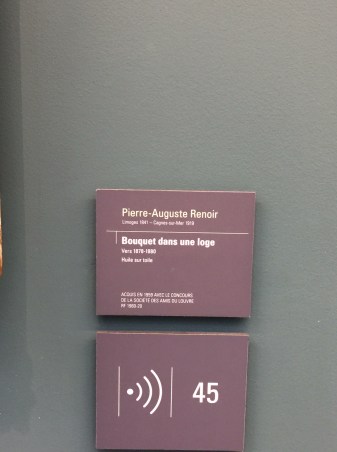 Pierre-Auguste Renoir
Limoges 1841 – Cagnes-sur-Mer 1919
Bouquet dans une loge
Vers 1878-1880
Huile sur toile
ACQUIS EN 1999 AVEC LE CONCOURS
DE LA SOCIÉTÉ DES AMIS DU LOUVRE
45